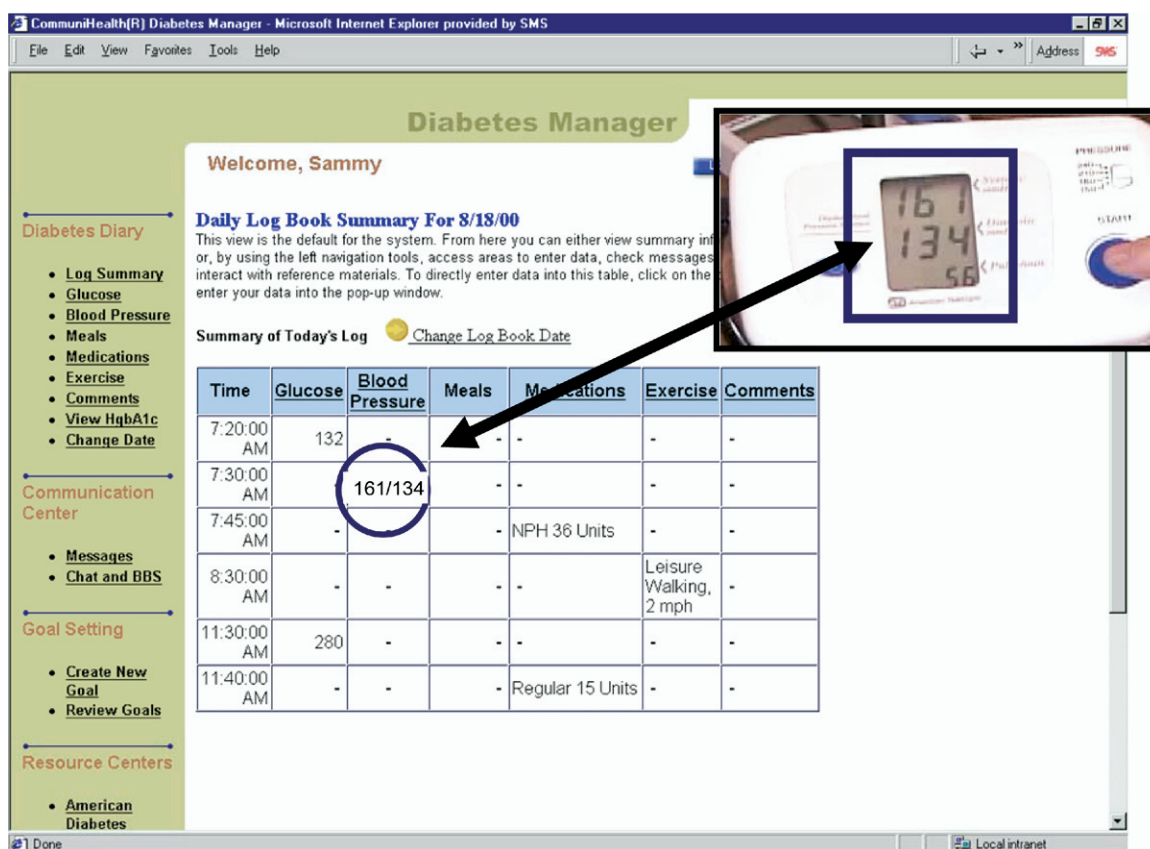 CommuniHealth(R) Diabetes Manager - Microsoft Internet Explorer provided by SMS
File Edit View Favorites Tools Help
» Address SMS
Diabetes Manager
Welcome, Sammy
Diabetes Diary
Log Summary
Glucose
Blood Pressure
Meals
Medications
Exercise
Comments
View HqbA1c
Change Date
Communication
Center
Messages
Chat and BBS
Goal Setting
Create New
Goal
Review Goals
Resource Centers
American
Diabetes
Daily Log Book Summary For 8/18/00
This view is the default for the system. From here you can either view summary inf
or, by using the left navigation tools, access areas to enter data, check messages
interact with reference materials. To directly enter data into this table, click on the
enter your data into the pop-up window.
Summary of Today's Log Change Log Book Date
Time Glucose Blood Pressure Meals Medications Exercise Comments
7:20:00 AM 132 - - - - -
7:30:00 AM - 161/134 - - - -
7:45:00 AM - - - NPH 36 Units - -
8:30:00 AM - - - - Leisure Walking, 2 mph -
11:30:00 AM 280 - - - - -
11:40:00 AM - - - Regular 15 Units - -
161
134
56
PRESSURE
START
Done Local intranet